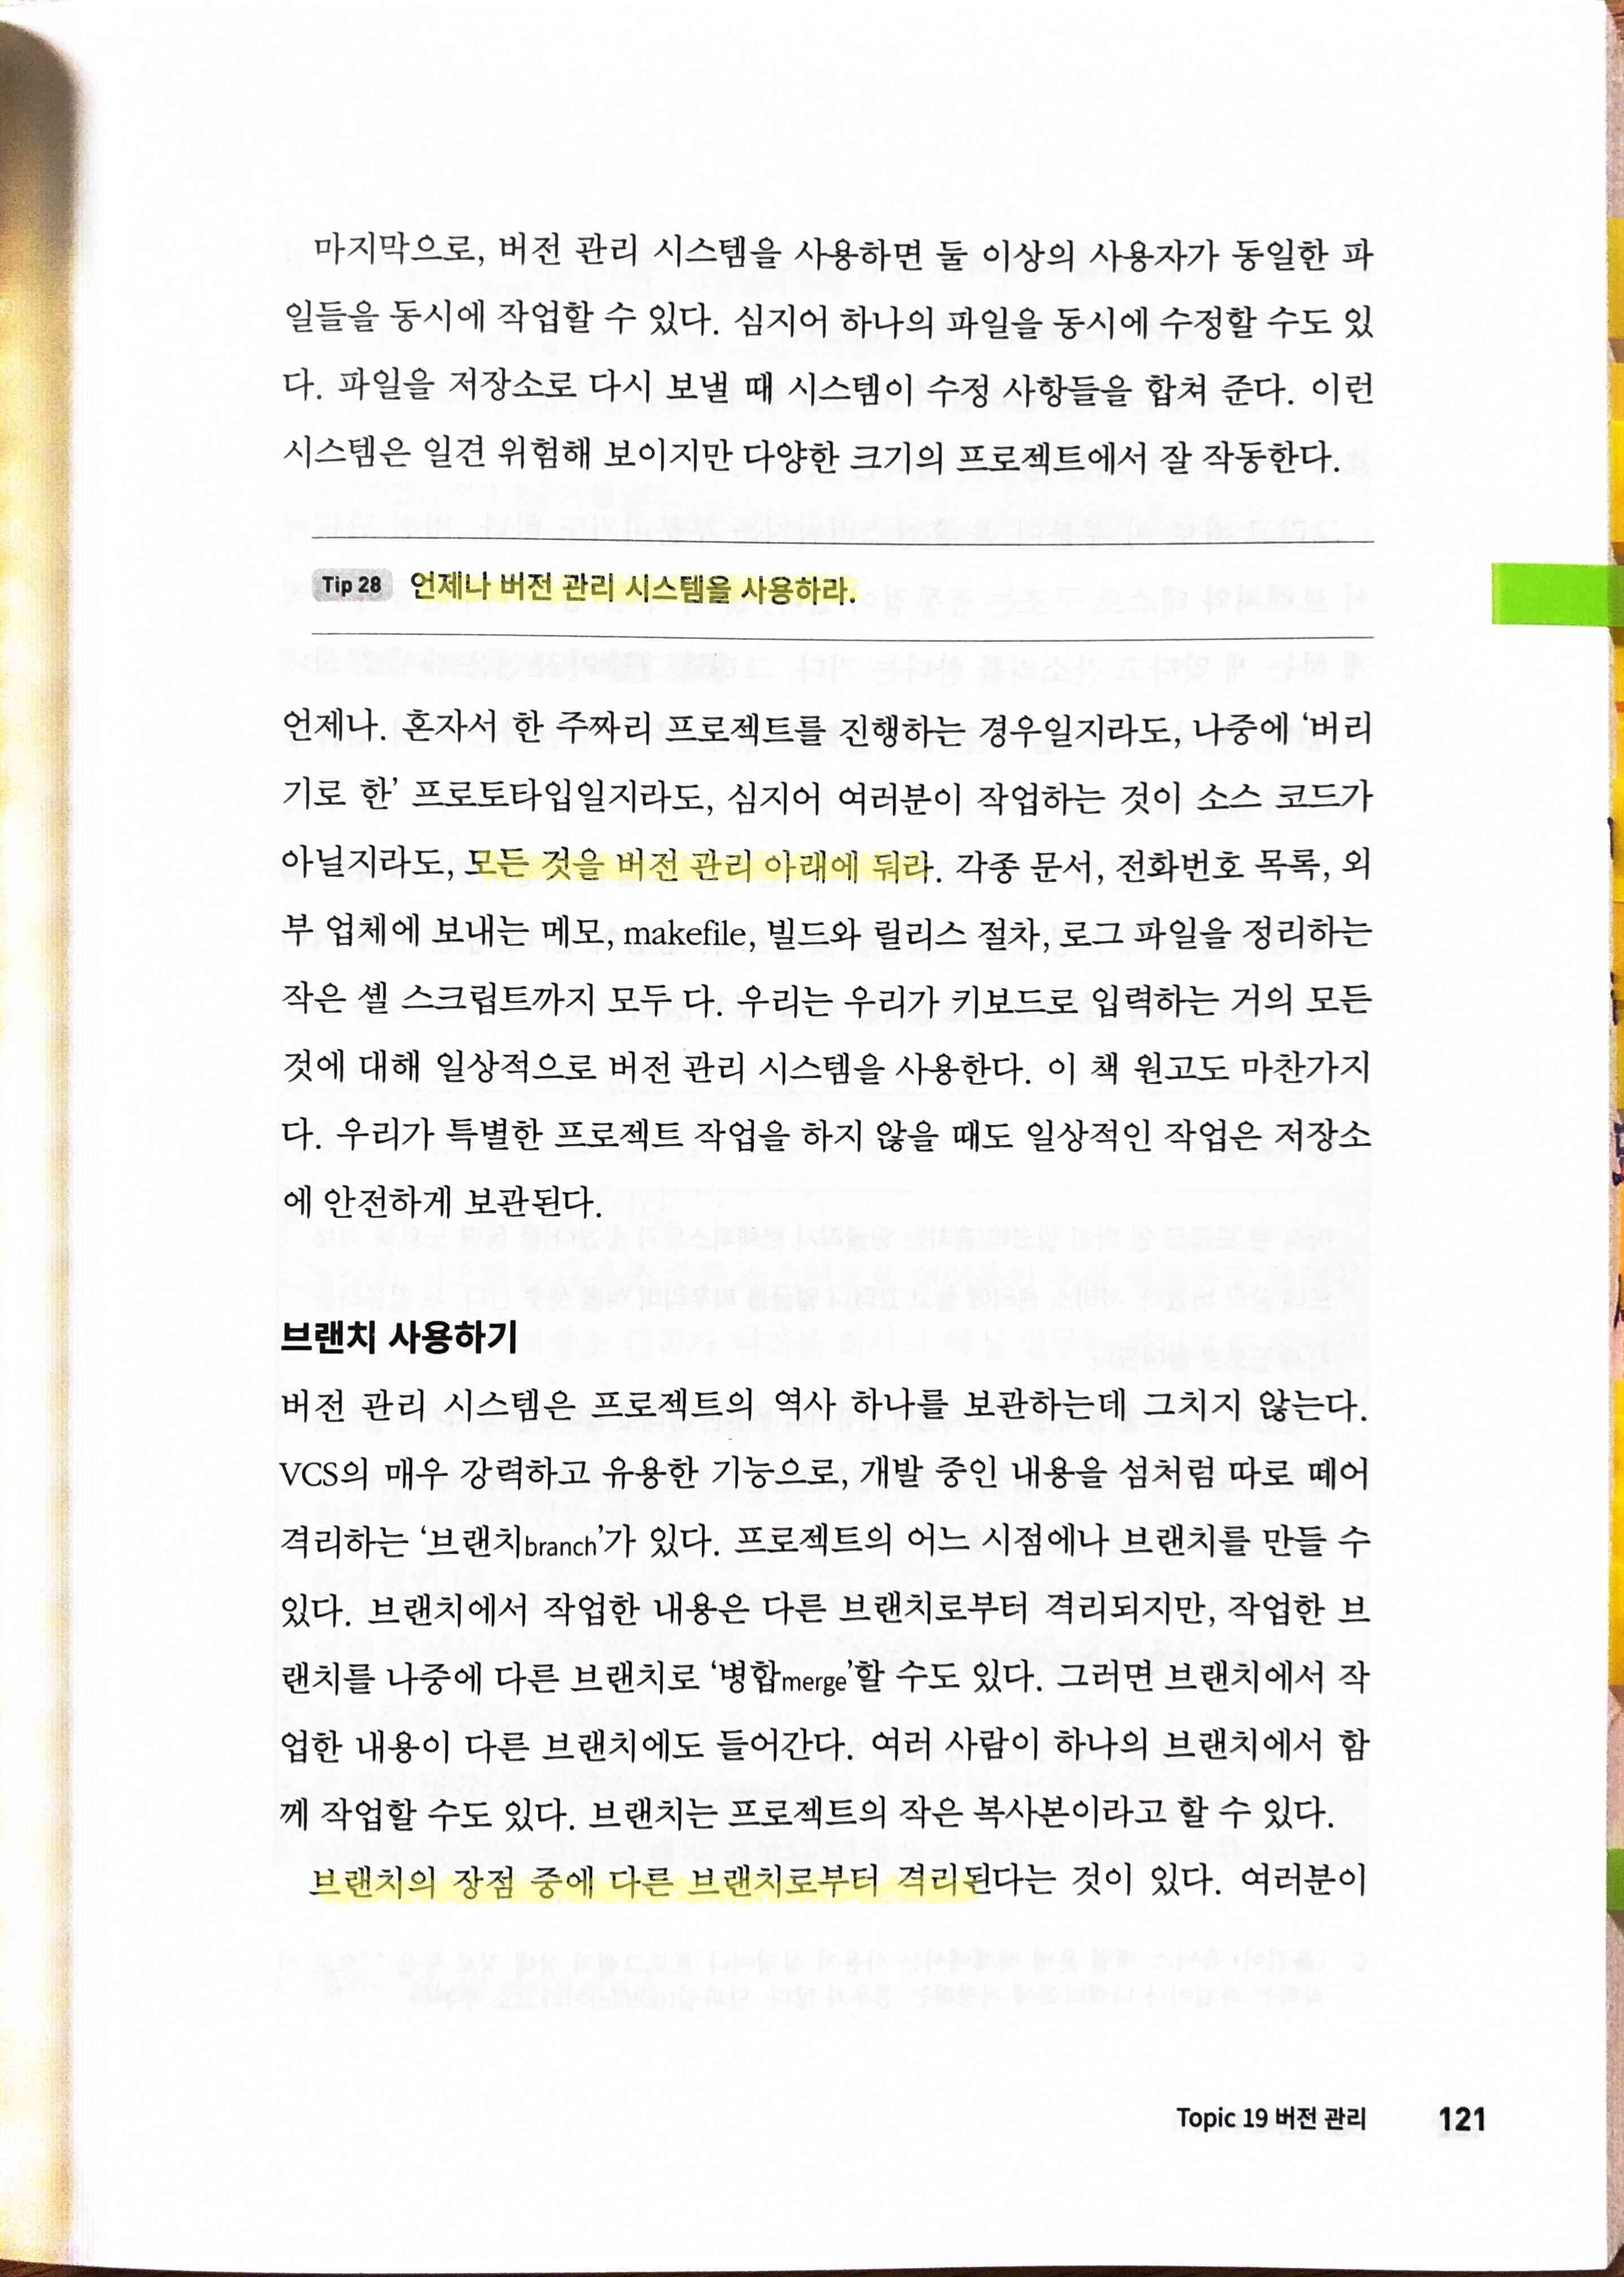 마지막으로, 버전 관리 시스템을 사용하면 둘 이상의 사용자가 동일한 파
일들을 동시에 작업할 수 있다. 심지어 하나의 파일을 동시에 수정할 수도 있
다. 파일을 저장소로 다시 보낼 때 시스템이 수정 사항들을 합쳐 준다. 이런
시스템은 일견 위험해 보이지만 다양한 크기의 프로젝트에서 잘 작동한다.
Tip 28 언제나 버전 관리 시스템을 사용하라.
언제나. 혼자서 한 주짜리 프로젝트를 진행하는 경우일지라도, 나중에 ‘버리
기로 한’ 프로토타입일지라도, 심지어 여러분이 작업하는 것이 소스 코드가
아닐지라도, 모든 것을 버전 관리 아래에 둬라. 각종 문서, 전화번호 목록, 외
부 업체에 보내는 메모, makefile, 빌드와 릴리스 절차, 로그 파일을 정리하는
작은 셸 스크립트까지 모두 다. 우리는 우리가 키보드로 입력하는 거의 모든
것에 대해 일상적으로 버전 관리 시스템을 사용한다. 이 책 원고도 마찬가지
다. 우리가 특별한 프로젝트 작업을 하지 않을 때도 일상적인 작업은 저장소
에 안전하게 보관된다.
브랜치 사용하기
버전 관리 시스템은 프로젝트의 역사 하나를 보관하는데 그치지 않는다.
VCS의 매우 강력하고 유용한 기능으로, 개발 중인 내용을 섬처럼 따로 떼어
격리하는 ‘브랜치branch’가 있다. 프로젝트의 어느 시점에나 브랜치를 만들 수
있다. 브랜치에서 작업한 내용은 다른 브랜치로부터 격리되지만, 작업한 브
랜치를 나중에 다른 브랜치로 ‘병합merge’할 수도 있다. 그러면 브랜치에서 작
업한 내용이 다른 브랜치에도 들어간다. 여러 사람이 하나의 브랜치에서 함
께 작업할 수도 있다. 브랜치는 프로젝트의 작은 복사본이라고 할 수 있다.
브랜치의 장점 중에 다른 브랜치로부터 격리된다는 것이 있다. 여러분이
Topic 19 버전 관리 121